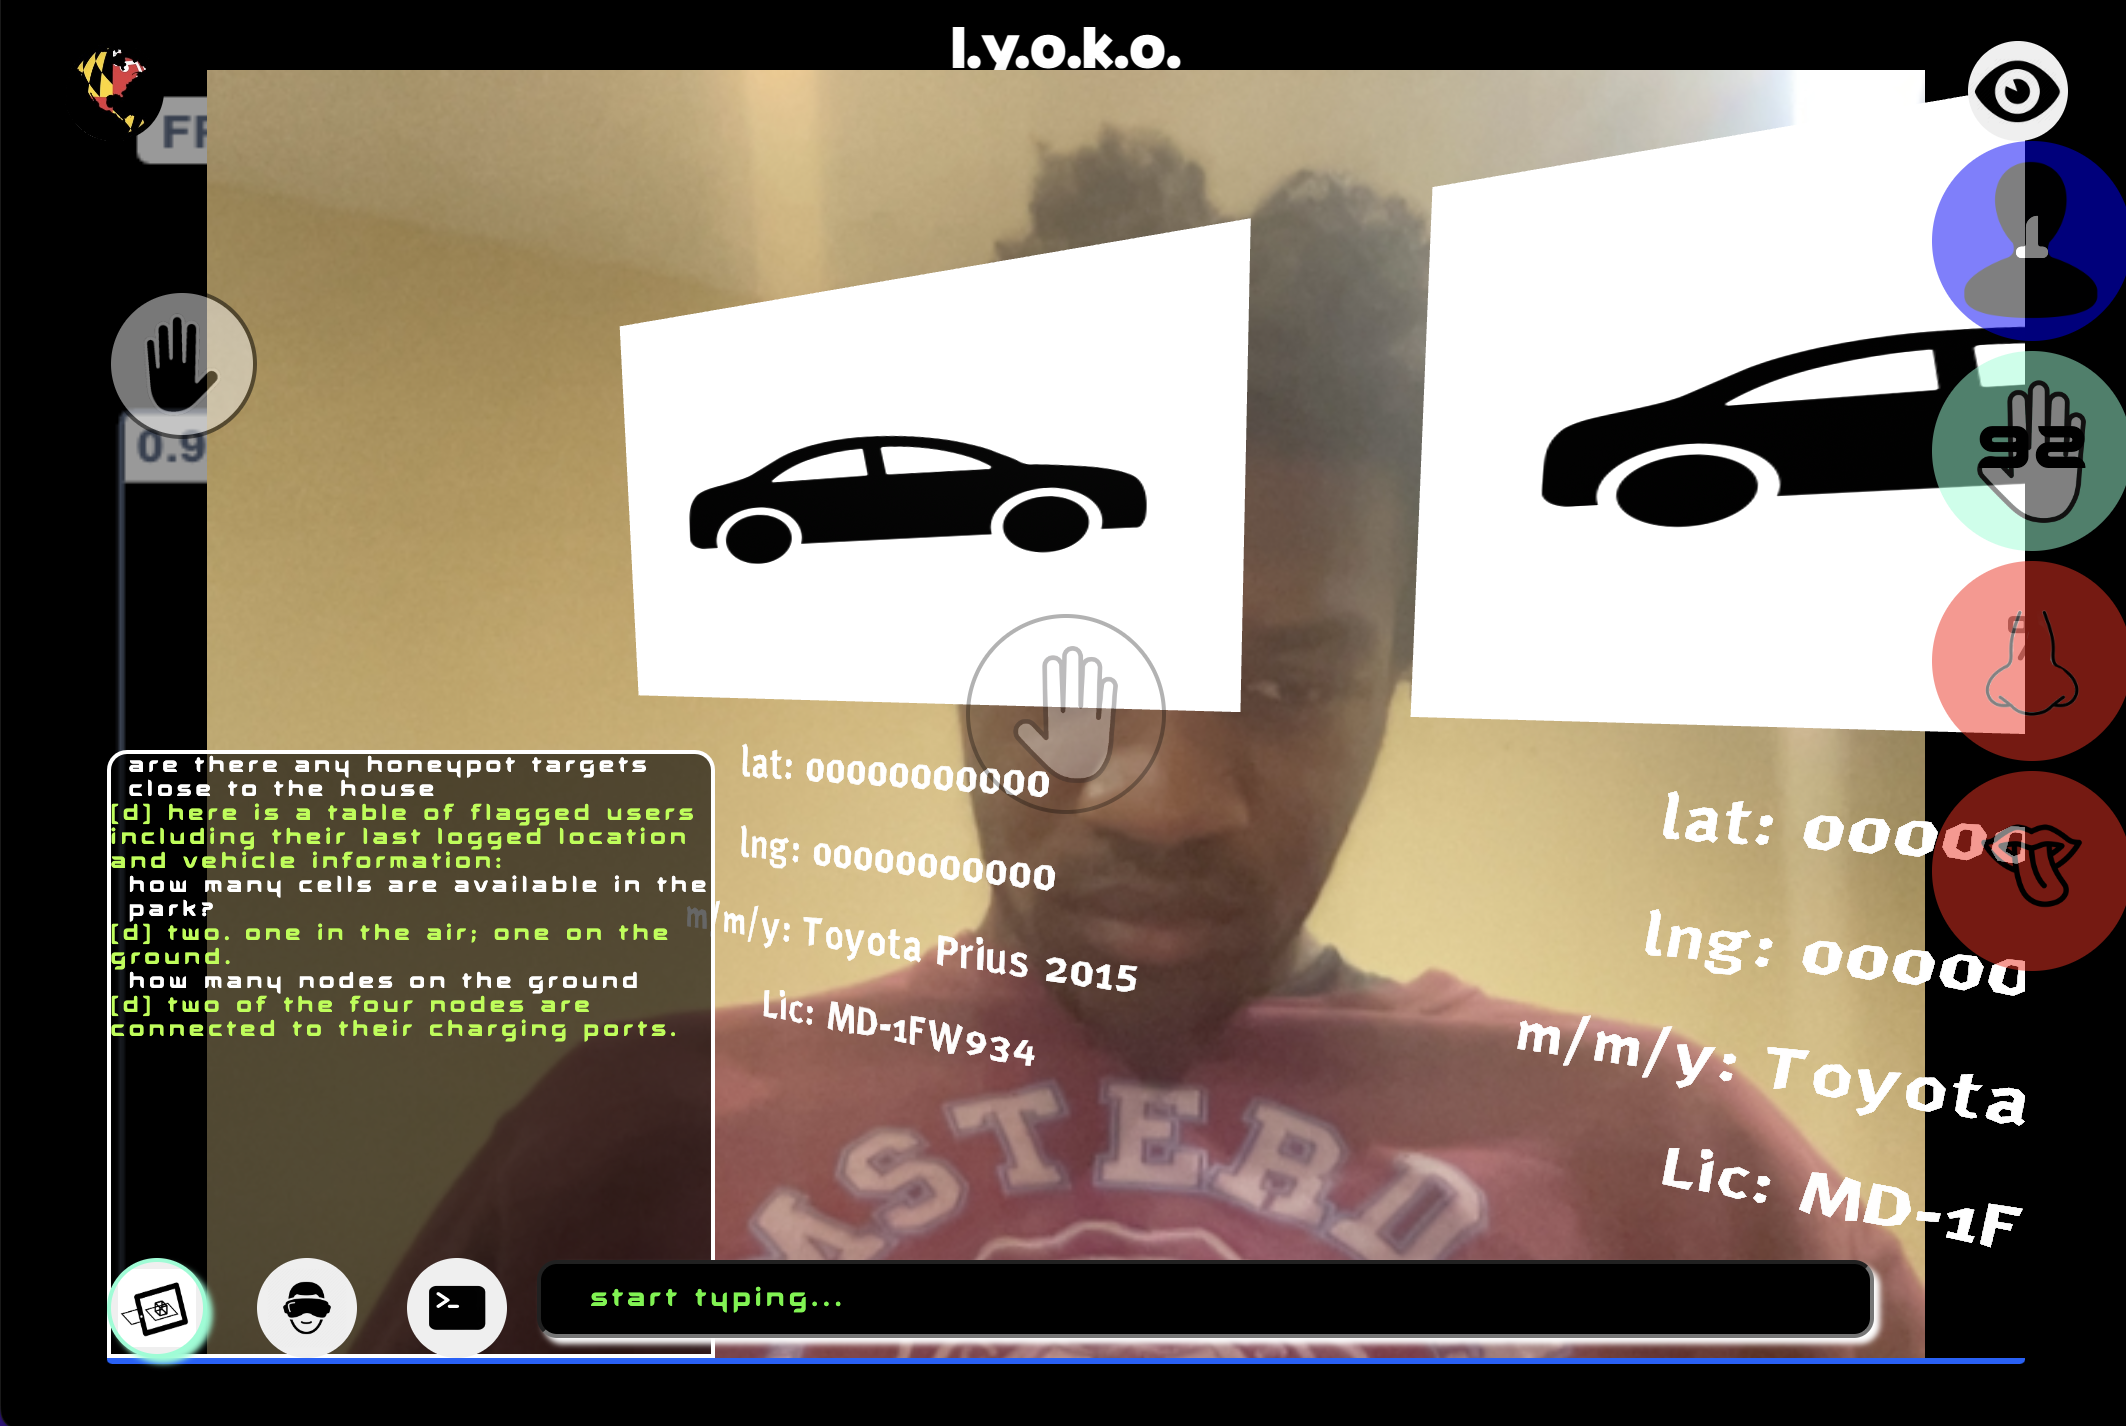 l.y.o.k.o.
FF
0.9
92
are there any honeypot targets
close to the house
[d] here is a table of flagged users
including their last logged location
and vehicle information:
how many cells are available in the
park?
[d] two. one in the air; one on the
ground.
how many nodes on the ground
[d] two of the four nodes are
connected to their charging ports.
lat: 00000000000
lng: 00000000000
m/m/y: Toyota Prius 2015
Lic: MD-1FW934
lat: 00000
lng: 00000
m/m/y: Toyota
Lic: MD-1F
ASTERD
start typing...